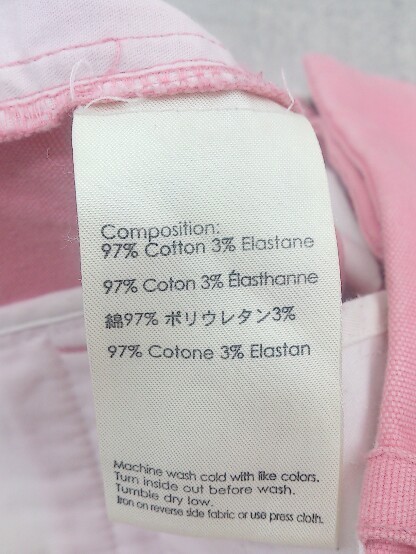 Composition:
97% Cotton 3% Elastane
97% Coton 3% Élasthanne
綿97% ポリウレタン3%
97% Cotone 3% Elastan
Machine wash cold with like colors.
Turn inside out before wash.
Tumble dry low.
Iron on reverse side fabric or use press cloth.